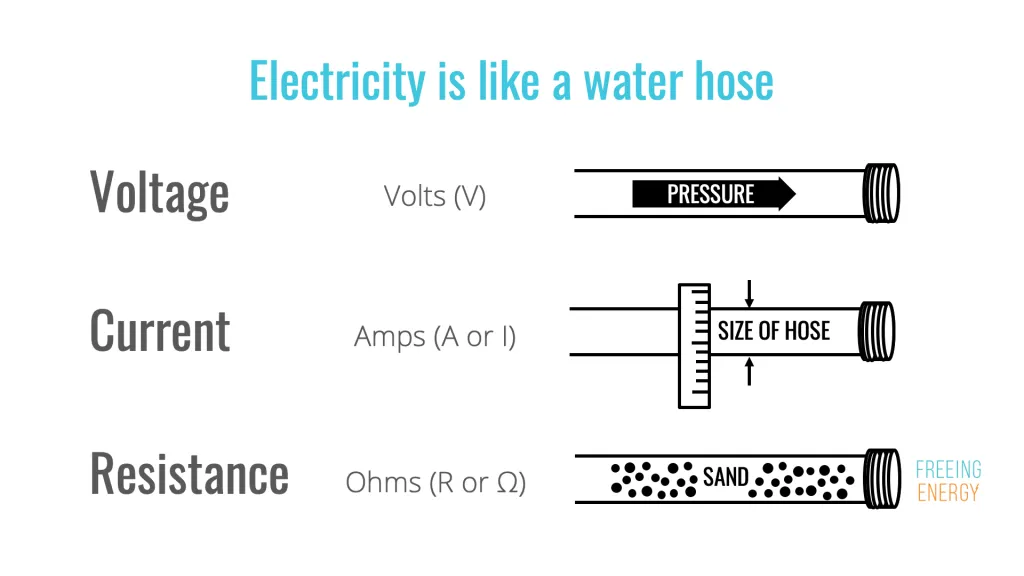 Electricity is like a water hose
Voltage
Volts (V)
PRESSURE
Current
Amps (A or I)
SIZE OF HOSE
Resistance
Ohms (R or Ω)
SAND
FREEING
ENERGY